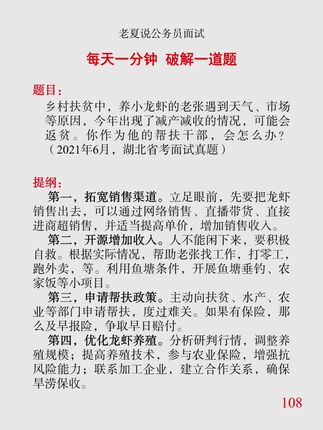 老夏说公务员面试
每天一分钟 破解一道题
题目：
乡村扶贫中，养小龙虾的老张遇到天气、市场
等原因，今年出现了减产减收的情况，可能会
返贫。你作为他的帮扶干部，会怎么办？
（2021年6月，湖北省考面试真题）
提纲：
第一，拓宽销售渠道。立足眼前，先要把龙虾
销售出去，可以通过网络销售、直播带货、直接
进商超销售，并适当提高单价，增加销售收入。
第二，开源增加收入。人不能闲下来，要积极
自救。根据实际情况，帮助老张找工作，打零工，
跑外卖，等。利用鱼塘条件，开展鱼塘垂钓、农
家饭等小项目。
第三，申请帮扶政策。主动向扶贫、水产、农
业等部门申请帮扶，度过难关。如果有保险，那
么及早报险，争取早日赔付。
第四，优化龙虾养殖。分析研判行情，调整养
殖规模；提高养殖技术，参与农业保险，增强抗
风险能力；联系加工企业，建立合作关系，确保
旱涝保收。
108